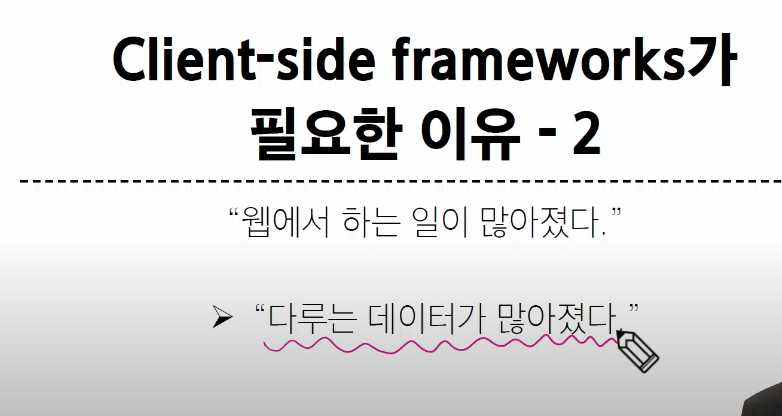 Client-side frameworks가
필요한 이유 - 2
“웹에서 하는 일이 많아졌다.”
➢ “다루는 데이터가 많아졌다.”